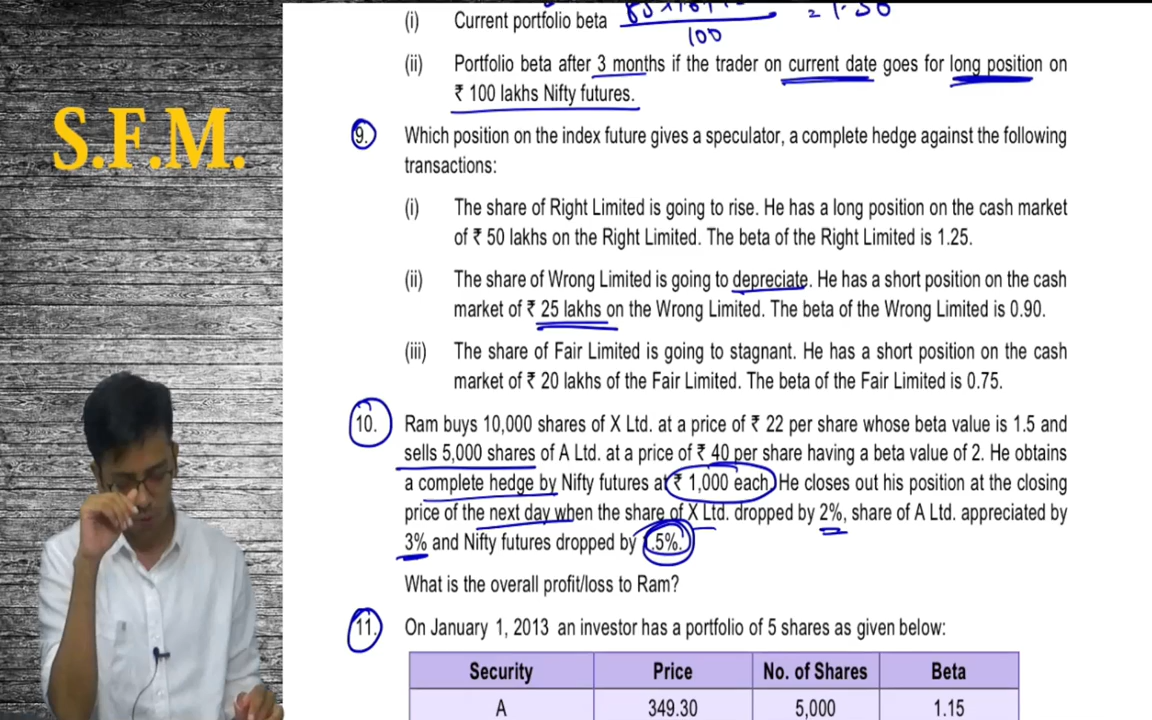 (i) Current portfolio beta
100
= 1.30
(ii) Portfolio beta after 3 months if the trader on current date goes for long position on
₹ 100 lakhs Nifty futures.
S.F.M.
9. Which position on the index future gives a speculator, a complete hedge against the following
transactions:
(i) The share of Right Limited is going to rise. He has a long position on the cash market
of ₹ 50 lakhs on the Right Limited. The beta of the Right Limited is 1.25.
(ii) The share of Wrong Limited is going to depreciate. He has a short position on the cash
market of ₹ 25 lakhs on the Wrong Limited. The beta of the Wrong Limited is 0.90.
(iii) The share of Fair Limited is going to stagnant. He has a short position on the cash
market of ₹ 20 lakhs of the Fair Limited. The beta of the Fair Limited is 0.75.
10. Ram buys 10,000 shares of X Ltd. at a price of ₹ 22 per share whose beta value is 1.5 and
sells 5,000 shares of A Ltd. at a price of ₹ 40 per share having a beta value of 2. He obtains
a complete hedge by Nifty futures at ₹ 1,000 each. He closes out his position at the closing
price of the next day when the share of X Ltd. dropped by 2%, share of A Ltd. appreciated by
3% and Nifty futures dropped by 1.5%.
What is the overall profit/loss to Ram?
11. On January 1, 2013 an investor has a portfolio of 5 shares as given below:
Security Price No. of Shares Beta
A 349.30 5,000 1.15